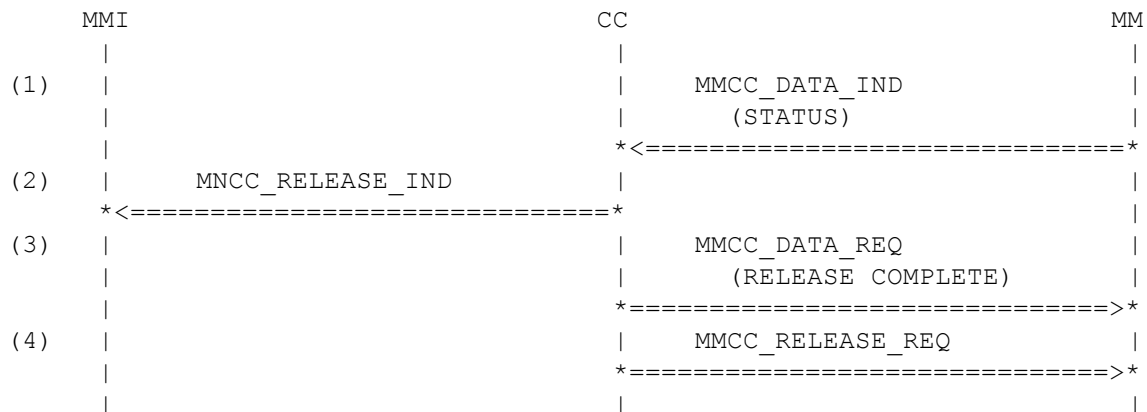 MMI CC MM
| | |
(1) | | MMCC_DATA_IND |
| | (STATUS) |
| *<==============================*
(2) | MNCC_RELEASE_IND | |
*<==============================* |
(3) | | MMCC_DATA_REQ |
| | (RELEASE COMPLETE) |
| *==============================>*
(4) | | MMCC_RELEASE_REQ |
| *==============================>*
| | |